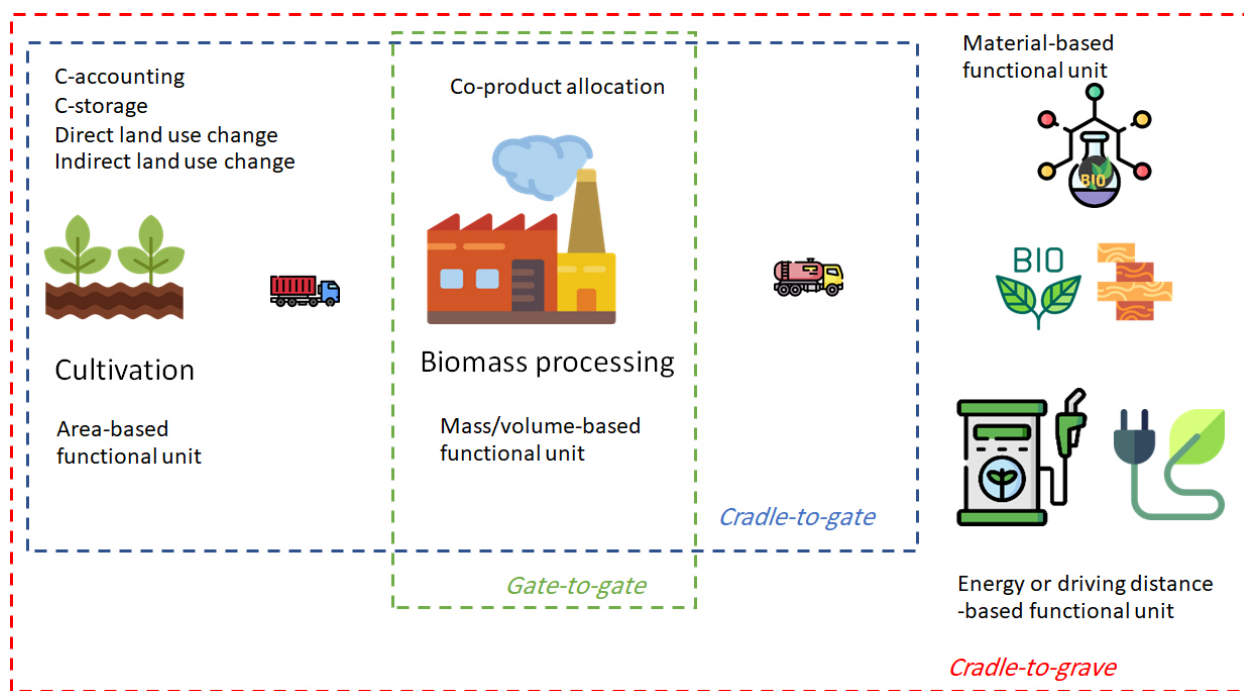 C-accounting
C-storage
Direct land use change
Indirect land use change
Co-product allocation
Material-based
functional unit
BIO
BIO
Cultivation
Biomass processing
Area-based
functional unit
Mass/volume-based
functional unit
Cradle-to-gate
Gate-to-gate
Energy or driving distance
-based functional unit
Cradle-to-grave